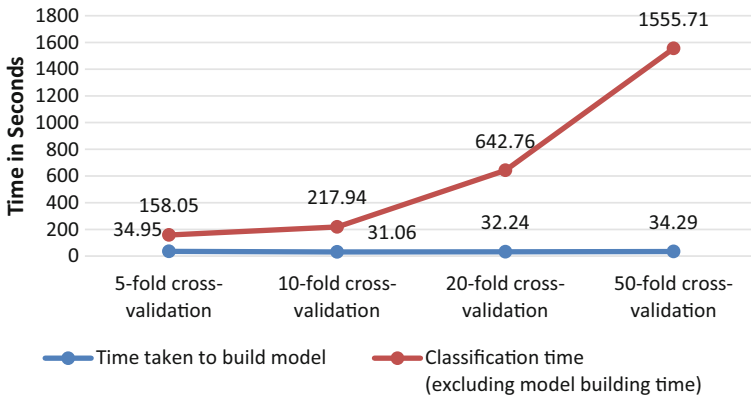 Time in Seconds
1800
1600
1400
1200
1000
800
600
400
200
0
158.05
217.94
642.76
1555.71
34.95
31.06
32.24
34.29
5-fold cross-
validation
10-fold cross-
validation
20-fold cross-
validation
50-fold cross-
validation
Time taken to build model
Classification time
(excluding model building time)